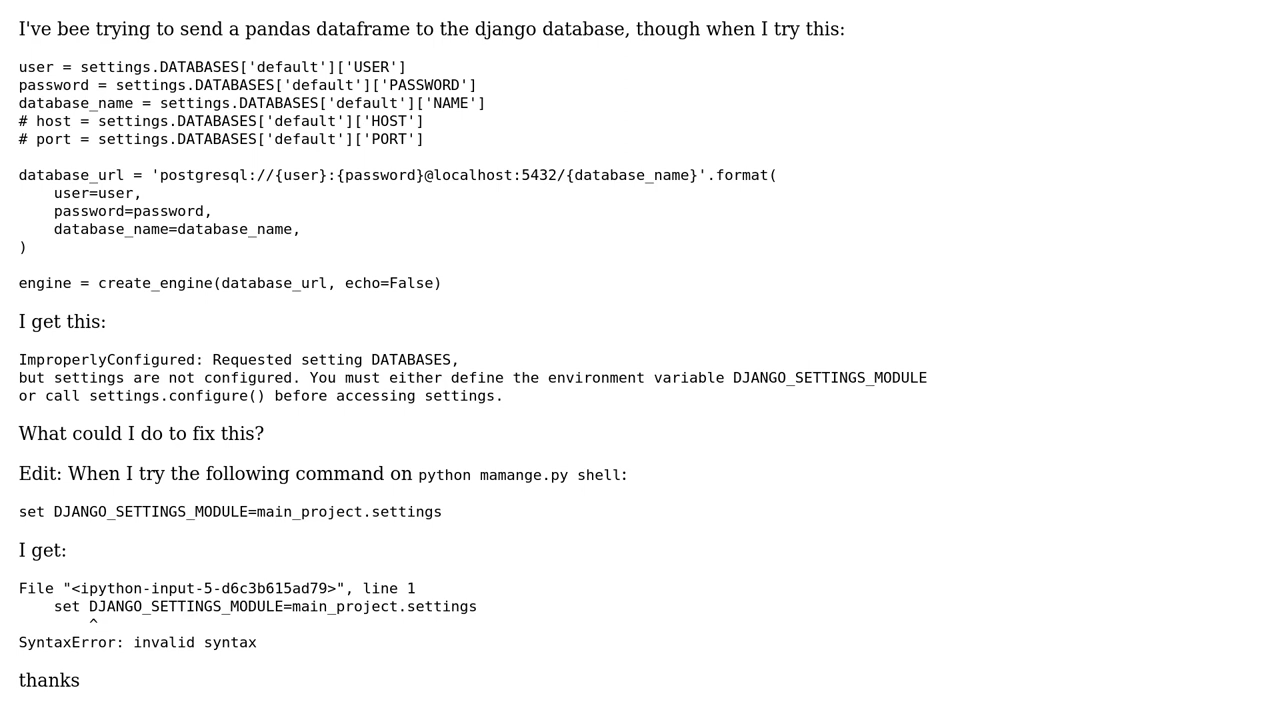 I've bee trying to send a pandas dataframe to the django database, though when I try this:
user = settings.DATABASES['default']['USER']
password = settings.DATABASES['default']['PASSWORD']
database_name = settings.DATABASES['default']['NAME']
# host = settings.DATABASES['default']['HOST']
# port = settings.DATABASES['default']['PORT']
database_url = 'postgresql://{user}:{password}@localhost:5432/{database_name}'.format(
    user=user,
    password=password,
    database_name=database_name,
)
engine = create_engine(database_url, echo=False)
I get this:
ImproperlyConfigured: Requested setting DATABASES,
but settings are not configured. You must either define the environment variable DJANGO_SETTINGS_MODULE
or call settings.configure() before accessing settings.
What could I do to fix this?
Edit: When I try the following command on python mamange.py shell:
set DJANGO_SETTINGS_MODULE=main_project.settings
I get:
File "<ipython-input-5-d6c3b615ad79>", line 1
    set DJANGO_SETTINGS_MODULE=main_project.settings
        ^
SyntaxError: invalid syntax
thanks